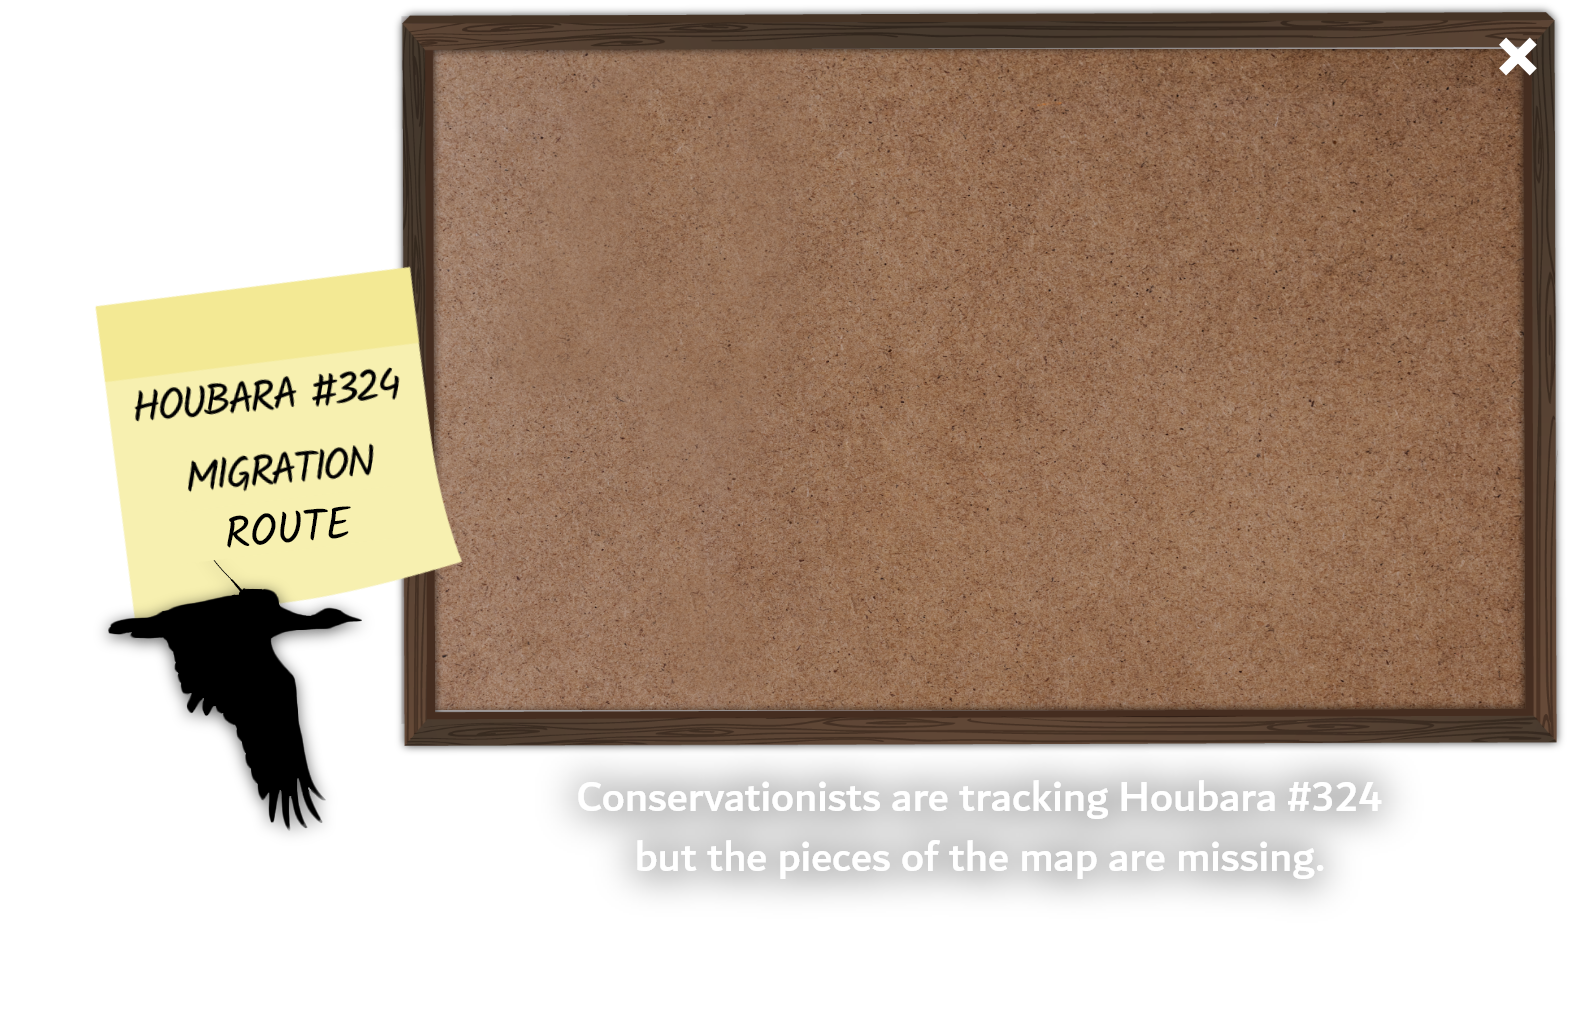 HOUBARA #324
MIGRATION
ROUTE
Conservationists are tracking Houbara #324
but the pieces of the map are missing.